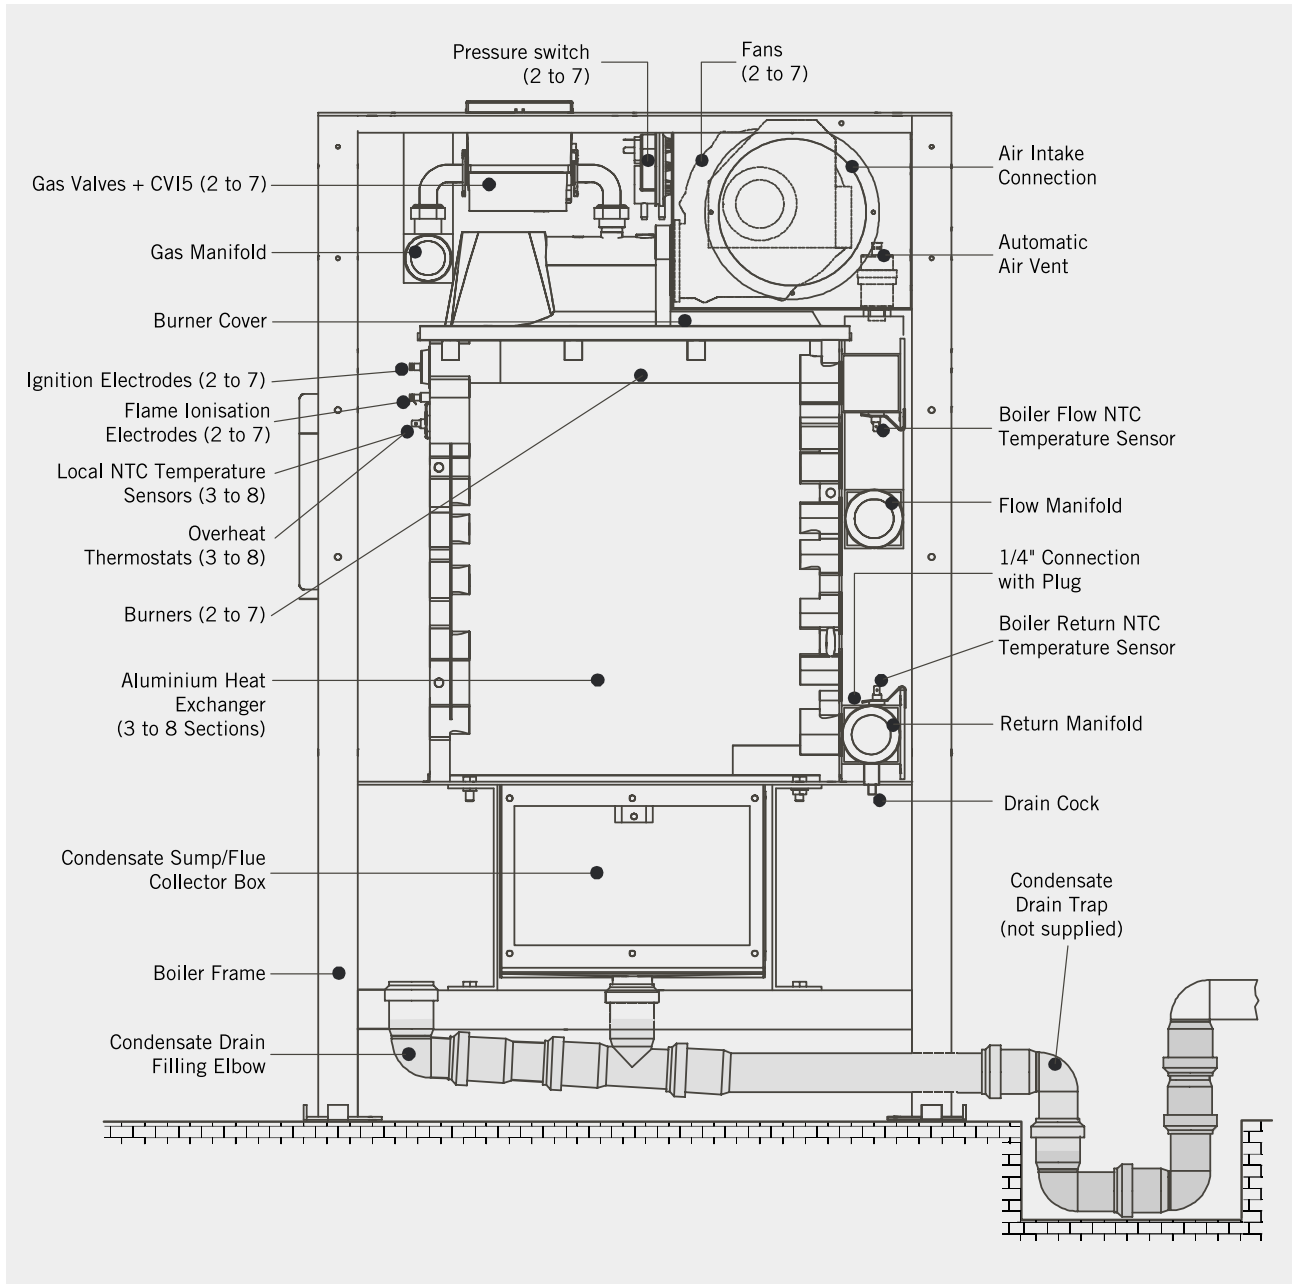 Pressure switch
(2 to 7)
Fans
(2 to 7)
Gas Valves + CVI5 (2 to 7)
Gas Manifold
Burner Cover
Ignition Electrodes (2 to 7)
Flame Ionisation
Electrodes (2 to 7)
Local NTC Temperature
Sensors (3 to 8)
Overheat
Thermostats (3 to 8)
Burners (2 to 7)
Aluminium Heat
Exchanger
(3 to 8 Sections)
Condensate Sump/Flue
Collector Box
Boiler Frame
Condensate Drain
Filling Elbow
Air Intake
Connection
Automatic
Air Vent
Boiler Flow NTC
Temperature Sensor
Flow Manifold
1/4" Connection
with Plug
Boiler Return NTC
Temperature Sensor
Return Manifold
Drain Cock
Condensate
Drain Trap
(not supplied)